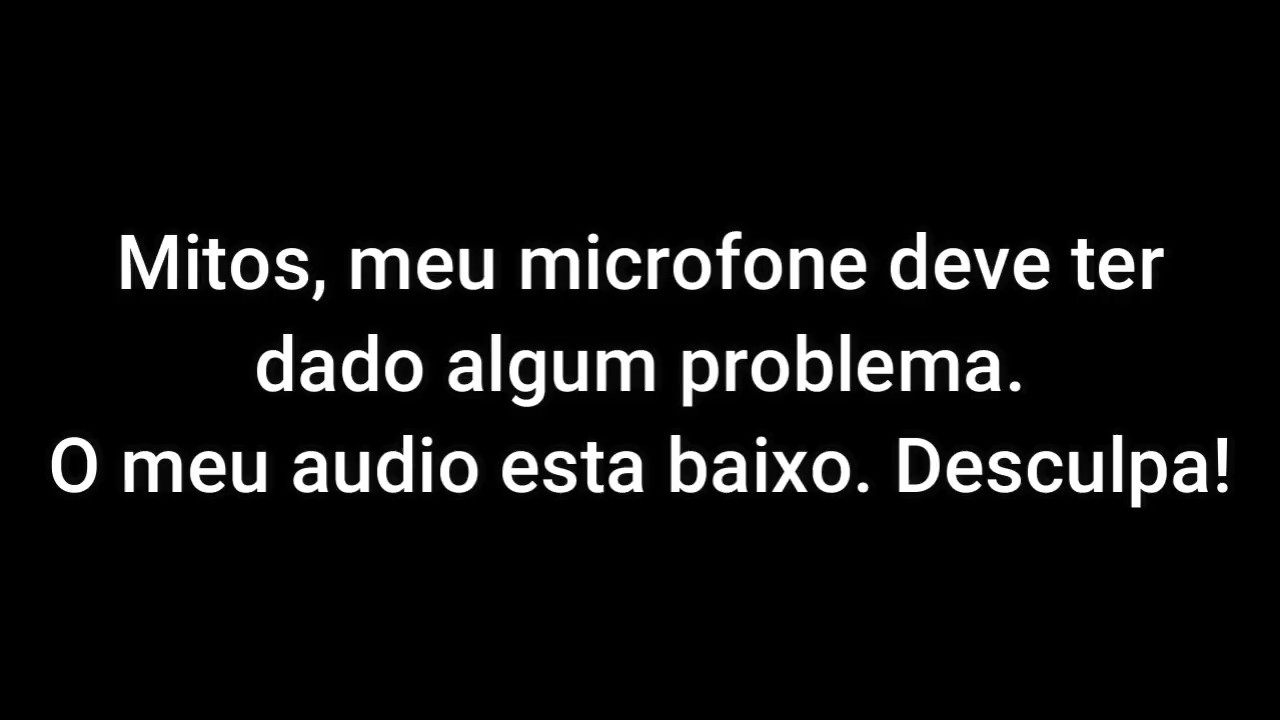 Mitos, meu microfone deve ter
dado algum problema.
O meu audio esta baixo. Desculpa!